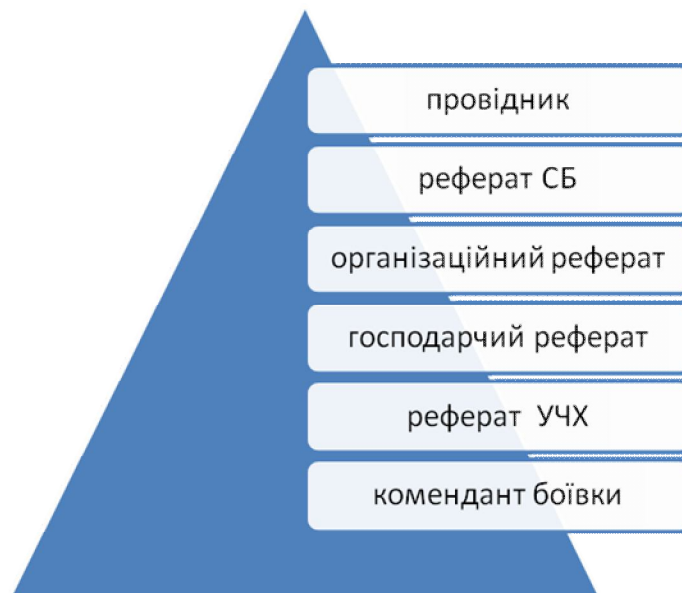 провідник
реферат СБ
організаційний реферат
господарчий реферат
реферат УЧХ
комендант боївки